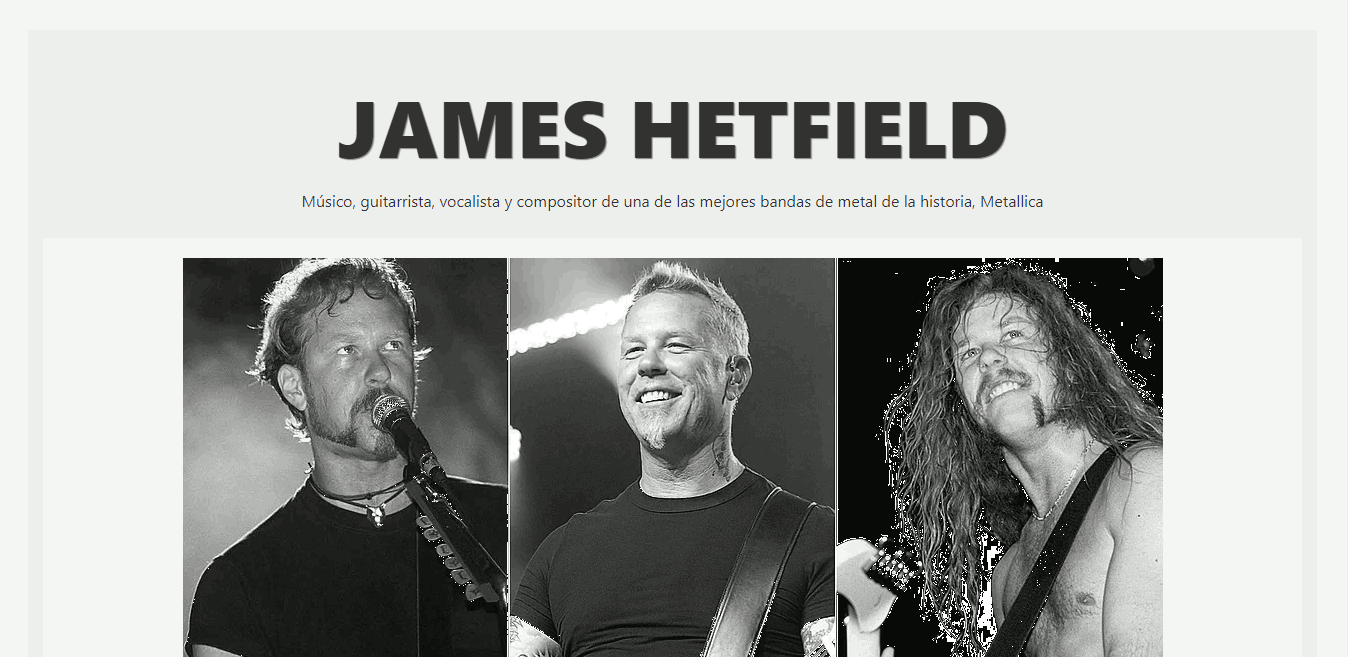 JAMES HETFIELD
Músico, guitarrista, vocalista y compositor de una de las mejores bandas de metal de la historia, Metallica